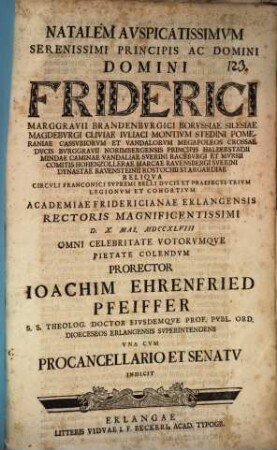 NATALEM AVSPICATISSIMVM
SERENISSIMI PRINCIPIS AC DOMINI
DOMINI
123.
FRIDERICI
MARGGRAVII BRANDENBVRGICI BORVSSIAE SILESIAE
MAGDEBVRGI CLIVIAE IVLIACI MONTIVM STEDINI POME-
RANIAE CASSVBIORVM ET VANDALORVM MEGAPOLEOS CROSSAE
DVCIS BVRGGRAVII NORIMBERGENSIS PRINCIPIS HALBERSTADII
MINDAE CAMINAE VANDALIAE SVERINI RACEBVRGI ET MVRSII
COMITIS HOHENZOLLERAE MARCAE RAVENSBERGI SVERINI
DYNASTAE RAVENSTEINII ROSTOCHII STARGARDIAE
RELIQVA
CIRCVLI FRANCONICI SVPREMI BELLI DVCIS ET PRAEFECTI TRIVM
LEGIONVM ET COHORTIVM
ACADEMIAE FRIDERICIANAE ERLANGENSIS
RECTORIS MAGNIFICENTISSIMI
D. X MAI, MDCCXLVIII
OMNI CELEBRITATE VOTORVMQVE
PIETATE COLENDVM
PRORECTOR
IOACHIM EHRENFRIED
PFEIFFER
S. S. THEOLOG. DOCTOR EIVSDEMQVE PROF. PVBL. ORD.
DIOECESEOS ERLANGENSIS SVPERINTENDENS
VNA CVM
PROCANCELLARIO ET SENATV
INDICIT
ERLANGAE
LITTERIS VIDVAE I. F. BECKERI, ACAD. TYPOGR.